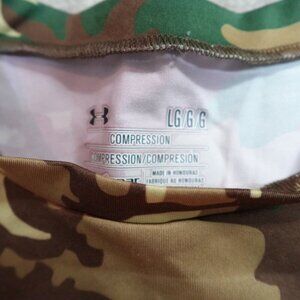 LG/G/G
COMPRESSION
COMPRESSION/COMPRESION
MADE IN HONDURAS
FABRIQUÉ AU HONDURAS